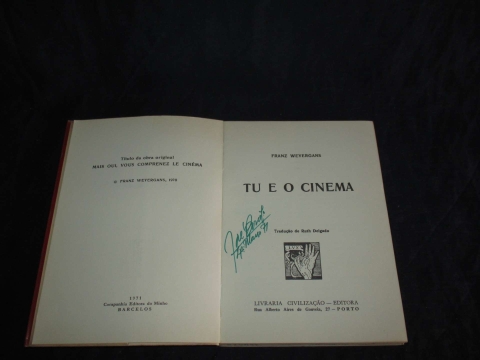 Título da obra original
MAIS OUI, VOUS COMPRENEZ LE CINÉMA
FRANZ WEYERGANS,
1971
Companhia Editora do Minho
BARCELOS
FRANZ WEYERGANS
TU E O CINEMA
Tradução de Ruth Delgado
LIVRARIA CIVILIZAÇÃO — EDITORA
Rua Alberto Aires de Gouveia, 27 — PORTO